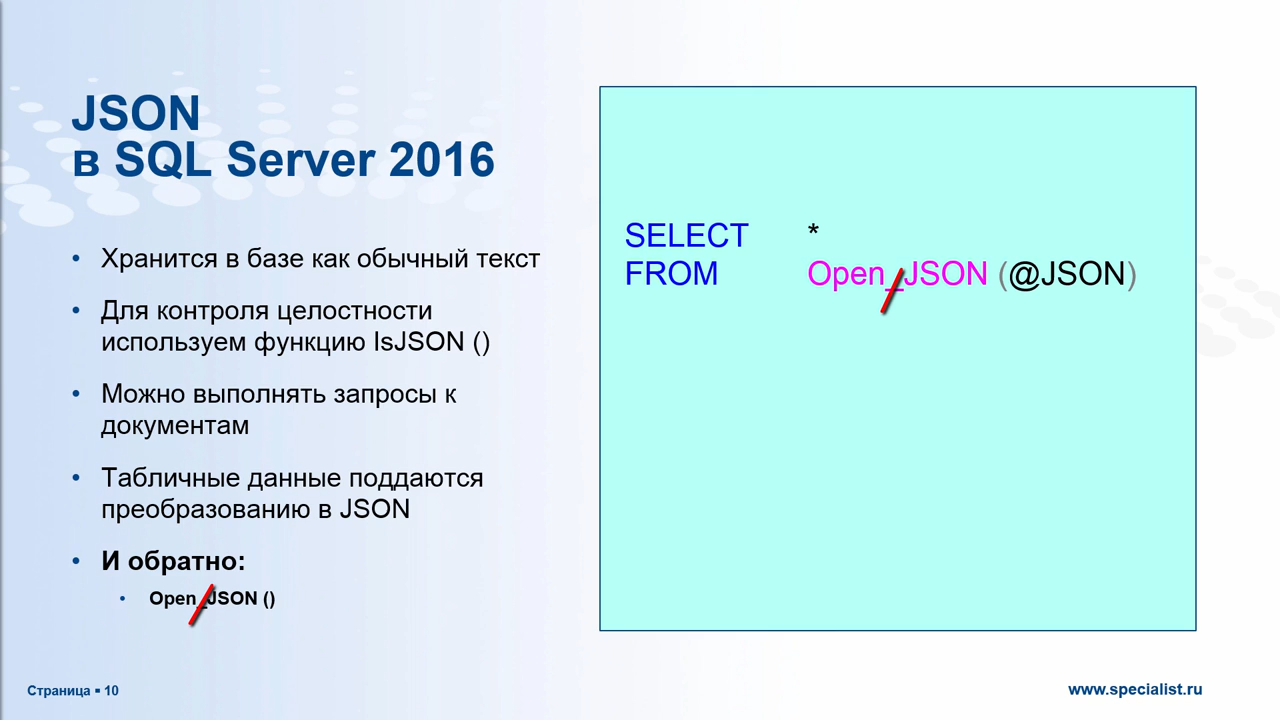 JSON
в SQL Server 2016
• Хранится в базе как обычный текст
• Для контроля целостности
используем функцию IsJSON ()
• Можно выполнять запросы к
документам
• Табличные данные поддаются
преобразованию в JSON
• И обратно:
• Open_JSON ()
SELECT *
FROM Open_JSON (@JSON)
Страница ▪ 10
www.specialist.ru